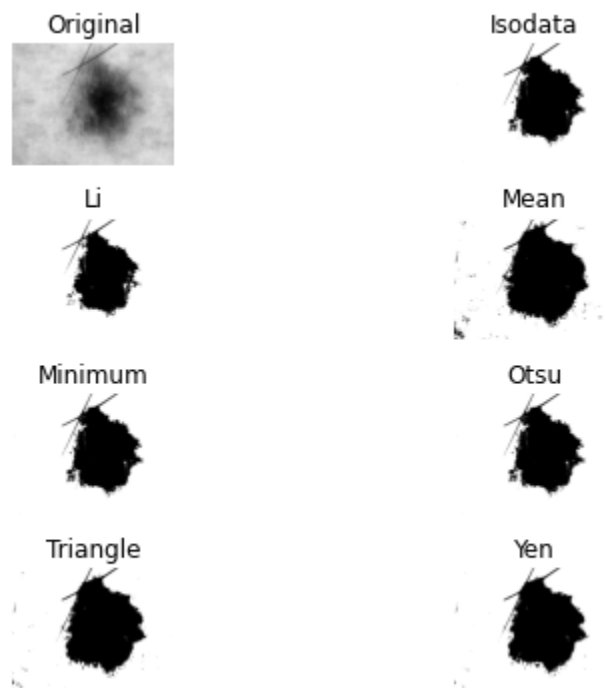 Original
Isodata
Li
Mean
Minimum
Otsu
Triangle
Yen